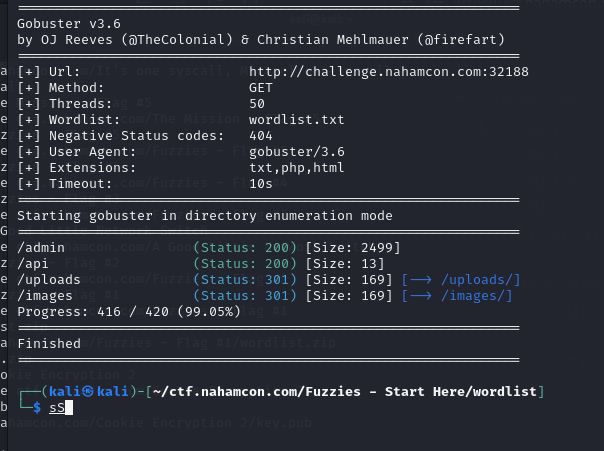 ===============================================================
Gobuster v3.6
by OJ Reeves (@TheColonial) & Christian Mehlmauer (@firefart)
===============================================================
[+] Url:                     http://challenge.nahamcon.com:32188
[+] Method:                  GET
[+] Threads:                 50
[+] Wordlist:                wordlist.txt
[+] Negative Status codes:   404
[+] User Agent:              gobuster/3.6
[+] Extensions:              txt,php,html
[+] Timeout:                 10s
===============================================================
Starting gobuster in directory enumeration mode
===============================================================
/admin                (Status: 200) [Size: 2499]
/api                  (Status: 200) [Size: 13]
/uploads              (Status: 301) [Size: 169] [--> /uploads/]
/images               (Status: 301) [Size: 169] [--> /images/]
Progress: 416 / 420 (99.05%)
===============================================================
Finished
===============================================================
┌──(kali㉿kali)-[~/ctf.nahamcon.com/Fuzzies - Start Here/wordlist]
└─$ sS